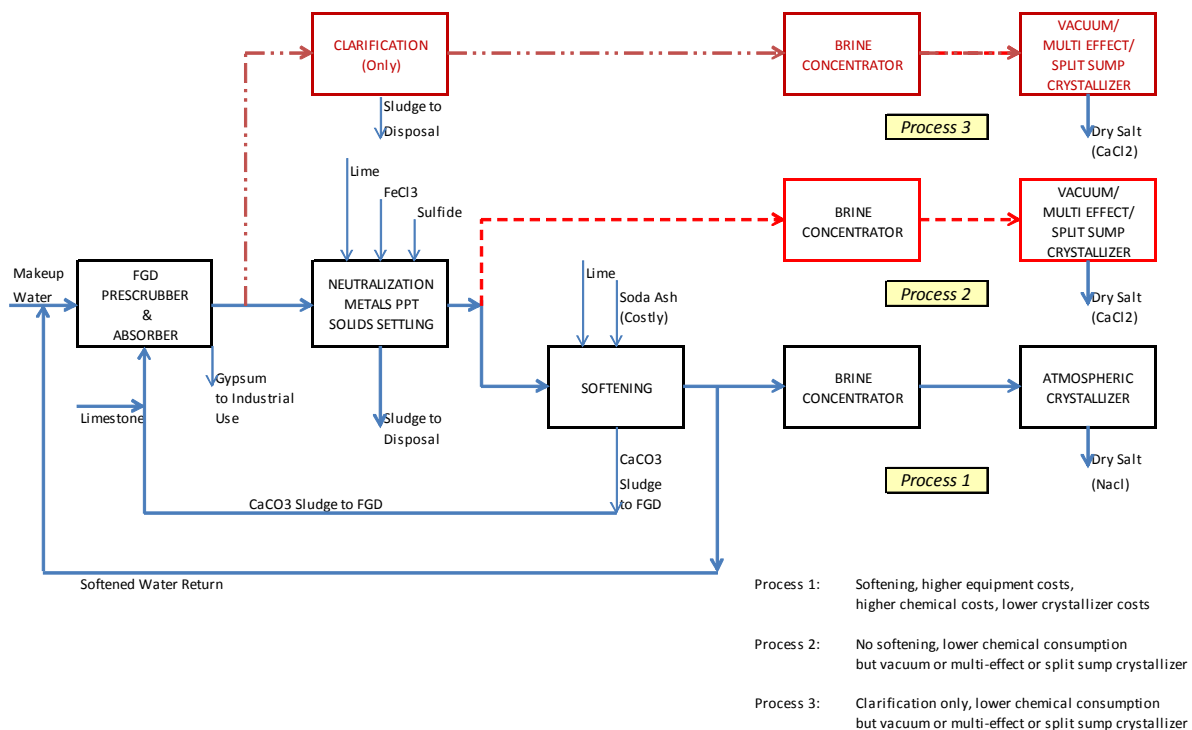 CLARIFICATION
(Only)
BRINE
CONCENTRATOR
VACUUM/
MULTI EFFECT/
SPLIT SUMP
CRYSTALLIZER
Sludge to
Disposal
Process 3
Dry Salt
(CaCl2)
Lime
FeCl3
Sulfide
BRINE
CONCENTRATOR
VACUUM/
MULTI EFFECT/
SPLIT SUMP
CRYSTALLIZER
Makeup
Water
FGD
PRESCRUBBER
&
ABSORBER
NEUTRALIZATION
METALS PPT
SOLIDS SETTLING
Lime
Soda Ash
(Costly)
Process 2
Dry Salt
(CaCl2)
Gypsum
to Industrial
Use
Limestone
Sludge to
Disposal
SOFTENING
BRINE
CONCENTRATOR
ATMOSPHERIC
CRYSTALLIZER
CaCO3
Sludge
to FGD
Process 1
Dry Salt
(Nacl)
CaCO3 Sludge to FGD
Softened Water Return
Process 1: Softening, higher equipment costs,
higher chemical costs, lower crystallizer costs
Process 2: No softening, lower chemical consumption
but vacuum or multi-effect or split sump crystallizer
Process 3: Clarification only, lower chemical consumption
but vacuum or multi-effect or split sump crystallizer